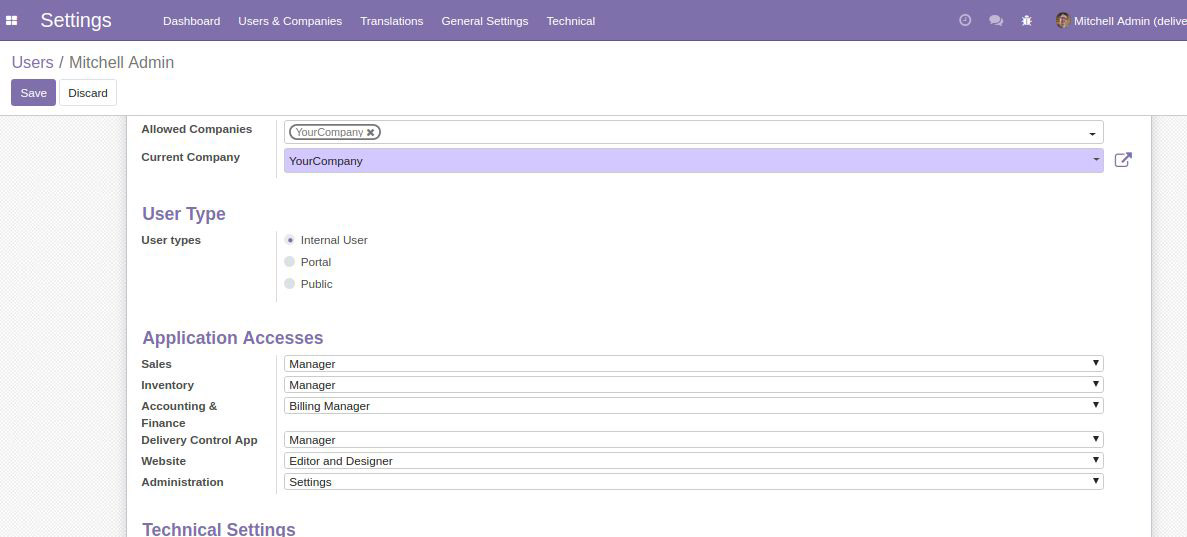 Settings Dashboard Users & Companies Translations General Settings Technical Mitchell Admin (delive
Users / Mitchell Admin
Save Discard
Allowed Companies YourCompany
Current Company YourCompany
User Type
User types Internal User
Portal
Public
Application Accesses
Sales Manager
Inventory Manager
Accounting & Billing Manager
Finance
Delivery Control App Manager
Website Editor and Designer
Administration Settings
Technical Settings